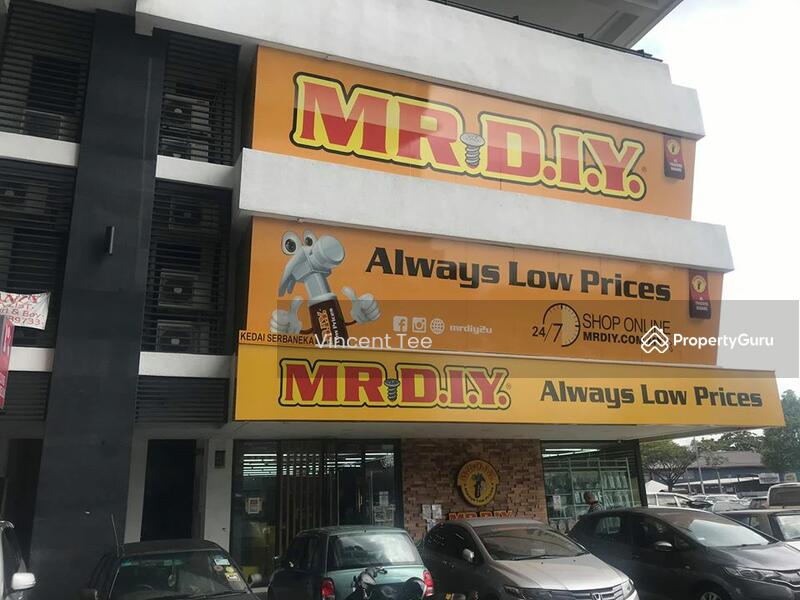 MR.D.I.Y.®
Always Low Prices
mrdiy2u
24/7
SHOP ONLINE
MRDIY.COM
KEDAI SERBANEKA
Vincent Tee
PropertyGuru
MR.D.I.Y.®
Always Low Prices
MR.D.I.Y.